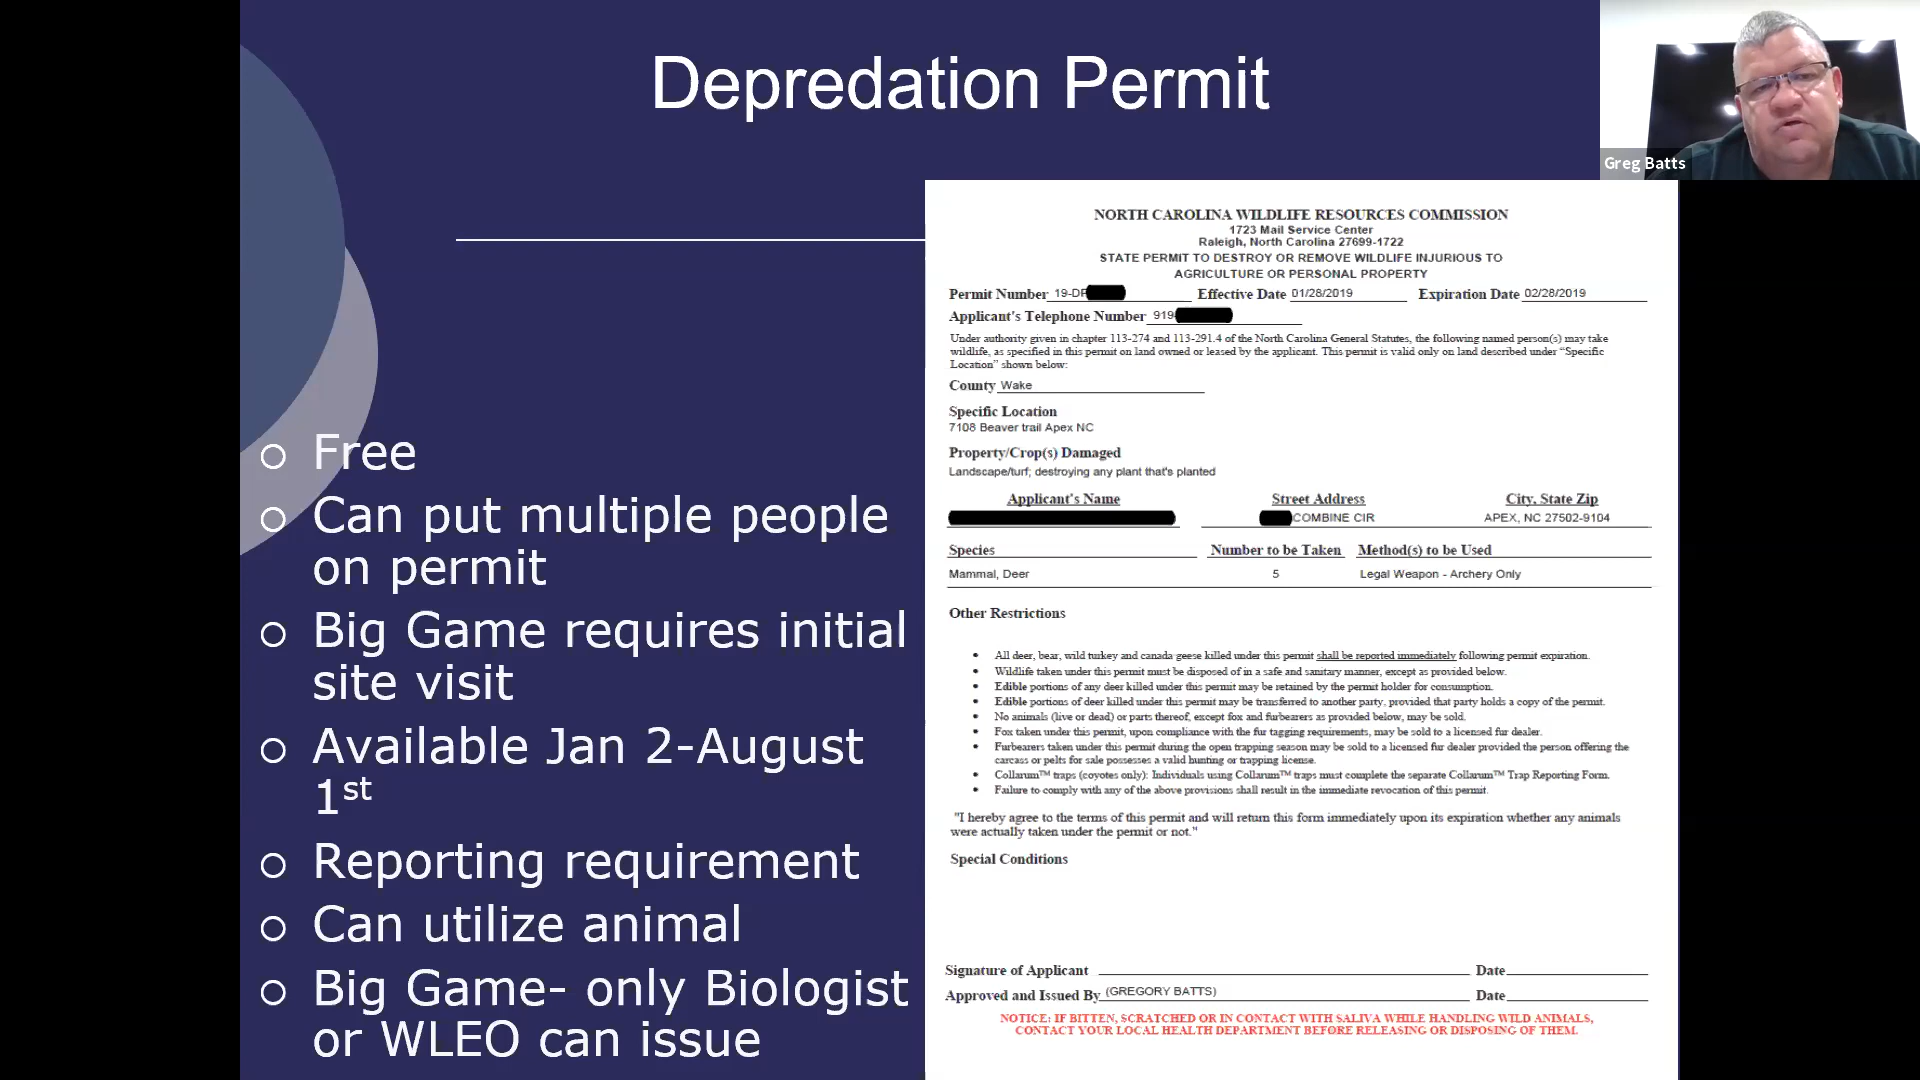 Depredation Permit
Greg Batts
Free
Can put multiple people
on permit
Big Game requires initial
site visit
Available Jan 2-August
1st
Reporting requirement
Can utilize animal
Big Game- only Biologist
or WLEO can issue
NORTH CAROLINA WILDLIFE RESOURCES COMMISSION
1723 Mail Service Center
Raleigh, North Carolina 27699-1722
STATE PERMIT TO DESTROY OR REMOVE WILDLIFE INJURIOUS TO
AGRICULTURE OR PERSONAL PROPERTY
Permit Number 19-DP Effective Date 01/28/2019 Expiration Date 02/28/2019
Applicant's Telephone Number 919
Under authority given in chapter 113-274 and 113-291.4 of the North Carolina General Statutes, the following named person(s) may take
wildlife, as specified in this permit on land owned or leased by the applicant. This permit is valid only on land described under “Specific
Location” shown below:
County Wake
Specific Location
7108 Beaver trail Apex NC
Property/Crop(s) Damaged
Landscape/turf; destroying any plant that's planted
Applicant's Name Street Address City, State Zip
COMBINE CIR APEX, NC 27502-9104
Species Number to be Taken Method(s) to be Used
Mammal, Deer 5 Legal Weapon - Archery Only
Other Restrictions
All deer, bear, wild turkey and canada geese killed under this permit shall be reported immediately following permit expiration.
Wildlife taken under this permit must be disposed of in a safe and sanitary manner, except as provided below.
Edible portions of any deer killed under this permit may be retained by the permit holder for consumption.
Edible portions of deer killed under this permit may be transferred to another party, provided that party holds a copy of the permit.
No animals (live or dead) or parts thereof, except fox and furbearers as provided below, may be sold.
Fox taken under this permit, upon compliance with the fur tagging requirements, may be sold to a licensed fur dealer.
Furbearers taken under this permit during the open trapping season may be sold to a licensed fur dealer provided the person offering the
carcass or pelts for sale possesses a valid hunting or trapping license.
Collarum™ traps (coyotes only): Individuals using Collarum™ traps must complete the separate Collarum™ Trap Reporting Form.
Failure to comply with any of the above provisions shall result in the immediate revocation of this permit.
"I hereby agree to the terms of this permit and will return this form immediately upon its expiration whether any animals
were actually taken under the permit or not."
Special Conditions
Signature of Applicant Date
Approved and Issued By (GREGORY BATTS) Date
NOTICE: IF BITTEN, SCRATCHED OR IN CONTACT WITH SALIVA WHILE HANDLING WILD ANIMALS,
CONTACT YOUR LOCAL HEALTH DEPARTMENT BEFORE RELEASING OR DISPOSING OF THEM.